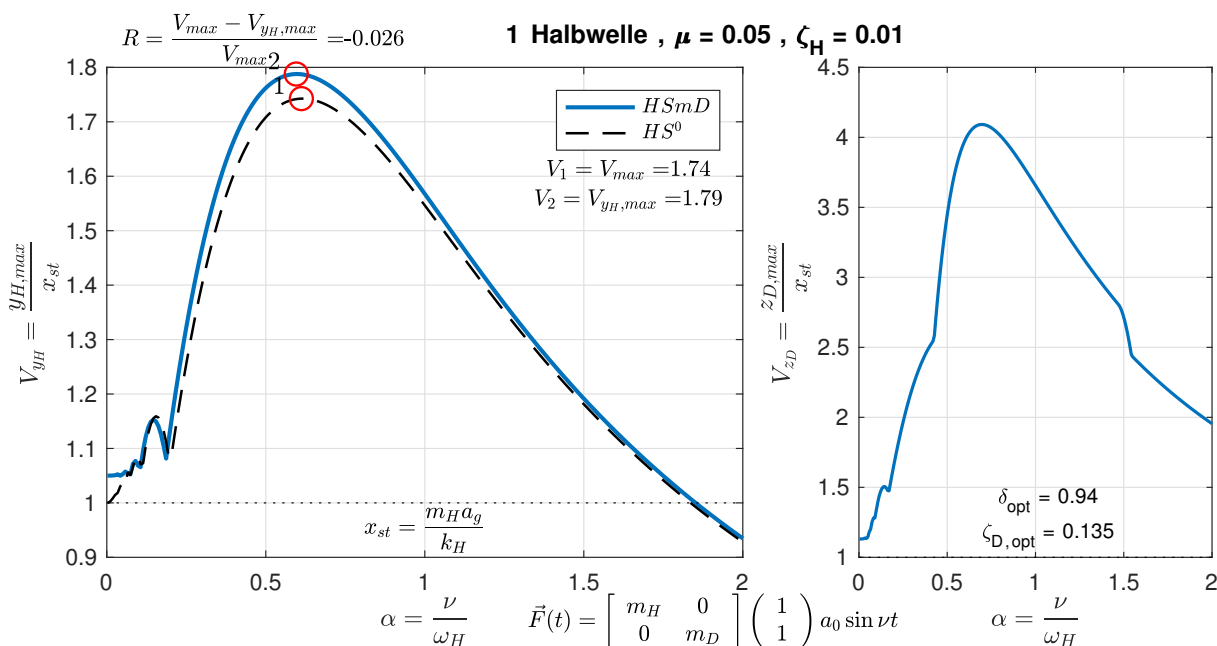 R = \frac{V_{max} - V_{y_H,max}}{V_{max}} =-0.026
1 Halbwelle , μ = 0.05 , ζ_H = 0.01
2
1
HSmD
HS^0
V_1 = V_{max} =1.74
V_2 = V_{y_H,max} =1.79
x_{st} = \frac{m_H a_g}{k_H}
V_{y_H} = \frac{y_{H,max}}{x_{st}}
1.8
1.7
1.6
1.5
1.4
1.3
1.2
1.1
1
0.9
0 0.5 1 1.5 2
α = \frac{ν}{ω_H}
\vec{F}(t) = \begin{bmatrix} m_H & 0 \\ 0 & m_D \end{bmatrix} \begin{pmatrix} 1 \\ 1 \end{pmatrix} a_0 \sin νt
V_{z_D} = \frac{z_{D,max}}{x_{st}}
4.5
4
3.5
3
2.5
2
1.5
1
δ_opt = 0.94
ζ_D,opt = 0.135
0 0.5 1 1.5 2
α = \frac{ν}{ω_H}